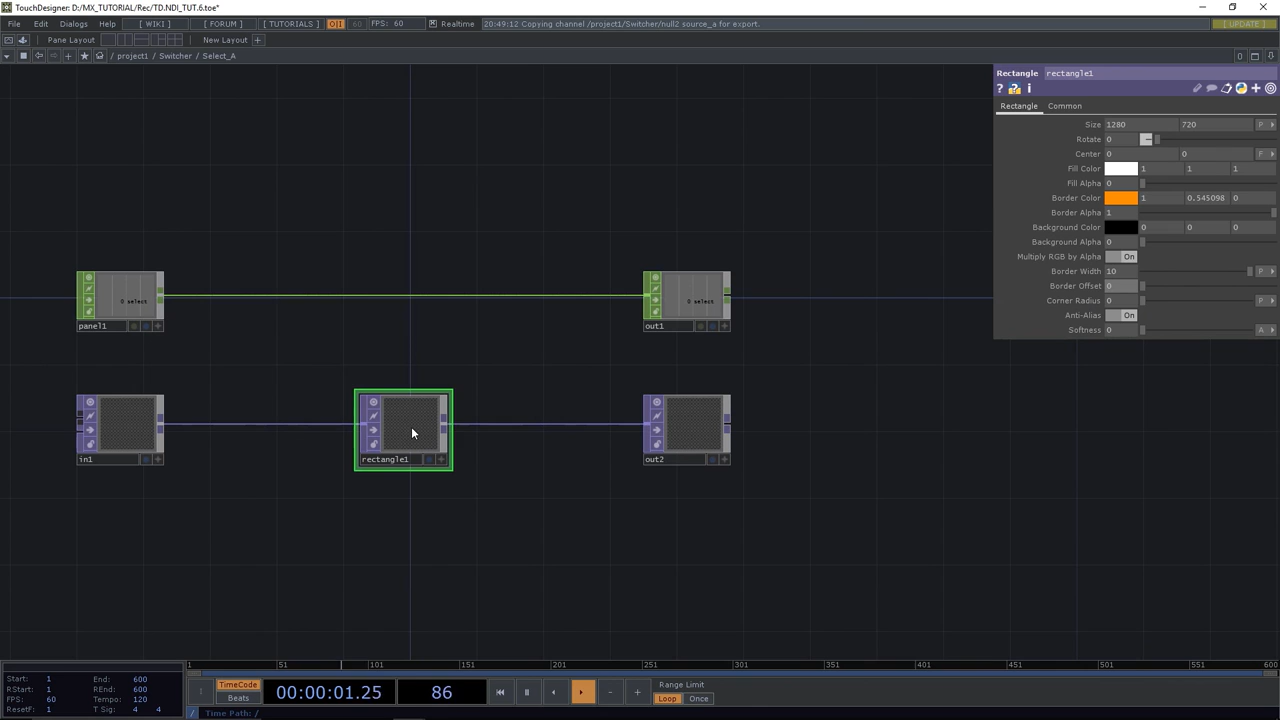 TouchDesigner: D:/MX_TUTORIAL/Rec/TD.NDI_TUT.6.toe*
File Edit Dialogs Help [ WIKI ] [ FORUM ] [ TUTORIALS ] O|I FPS: 60 Realtime 20:49:12 Copying channel /project1/Switcher/null2 source_a for export. [ UPDATE ]
Pane Layout New Layout +
/ project1 / Switcher / Select_A 0
Rectangle rectangle1
? ? i
Rectangle Common
Size 1280 720 P
Rotate 0
Center 0 0 F
Fill Color 1 1 1
Fill Alpha 0
Border Color 1 0.545098 0
Border Alpha 1
Background Color 0 0 0
Background Alpha 0
Multiply RGB by Alpha On
Border Width 10 P
Border Offset 0
Corner Radius 0 P
Anti-Alias On
Softness 0 A
0 select
panel1
0 select
out1
in1
rectangle1
out2
1 51 101 151 201 251 301 351 401 451 501 551 600
Start: 1 End: 600
RStart: 1 REnd: 600
FPS: 60 Tempo: 120
ResetF: 1 T Sig: 4 4
TimeCode
Beats
00:00:01.25 86
Range Limit
Loop Once
/ Time Path: /